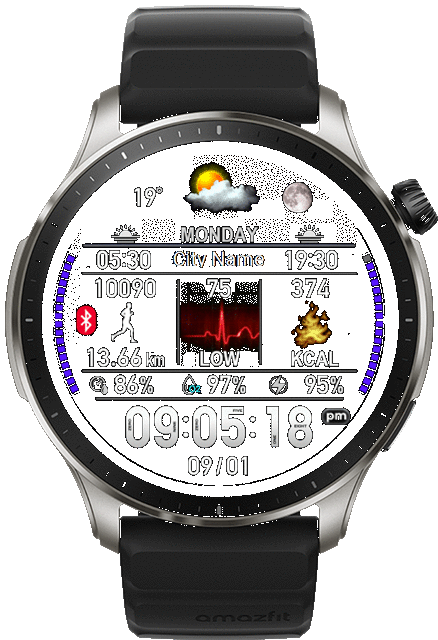 19°
MONDAY
05:30 City Name 19:30
10090 75 374
13.66 km LOW KCAL
86% O2 97% 95%
09:05:18 pm
09/01
amazfit